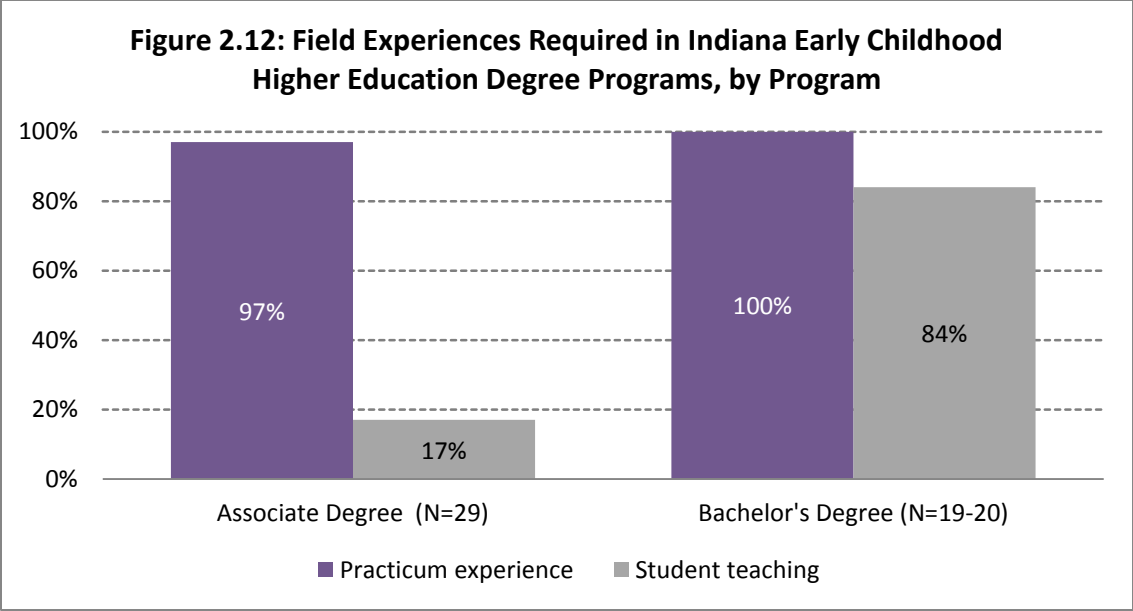 Figure 2.12: Field Experiences Required in Indiana Early Childhood
Higher Education Degree Programs, by Program
100%
80%
60%
40%
20%
0%
97%
17%
100%
84%
Associate Degree (N=29)
Bachelor's Degree (N=19-20)
Practicum experience
Student teaching